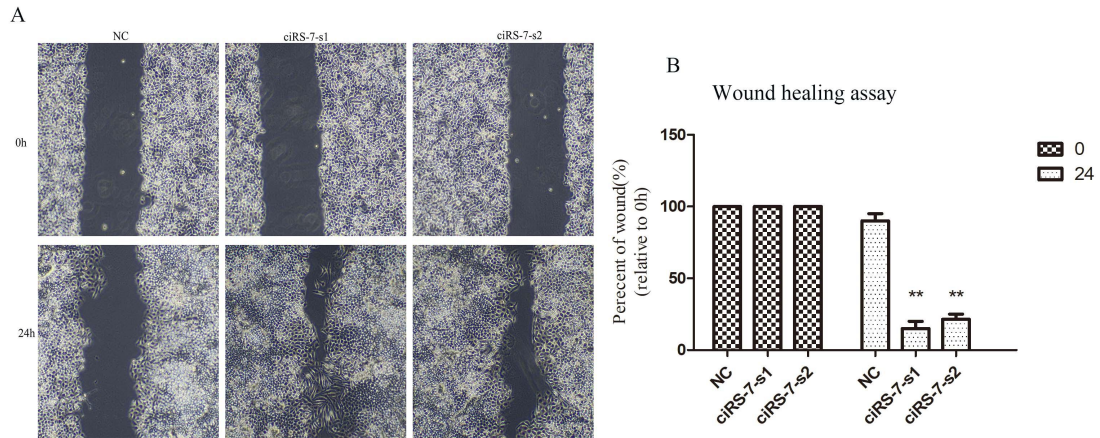 A
NC
ciRS-7-s1
ciRS-7-s2
0h
24h
B
Wound healing assay
Perecent of wound(%)
(relative to 0h)
150
100
50
0
**
**
NC
ciRS-7-s1
ciRS-7-s2
NC
ciRS-7-s1
ciRS-7-s2
0
24